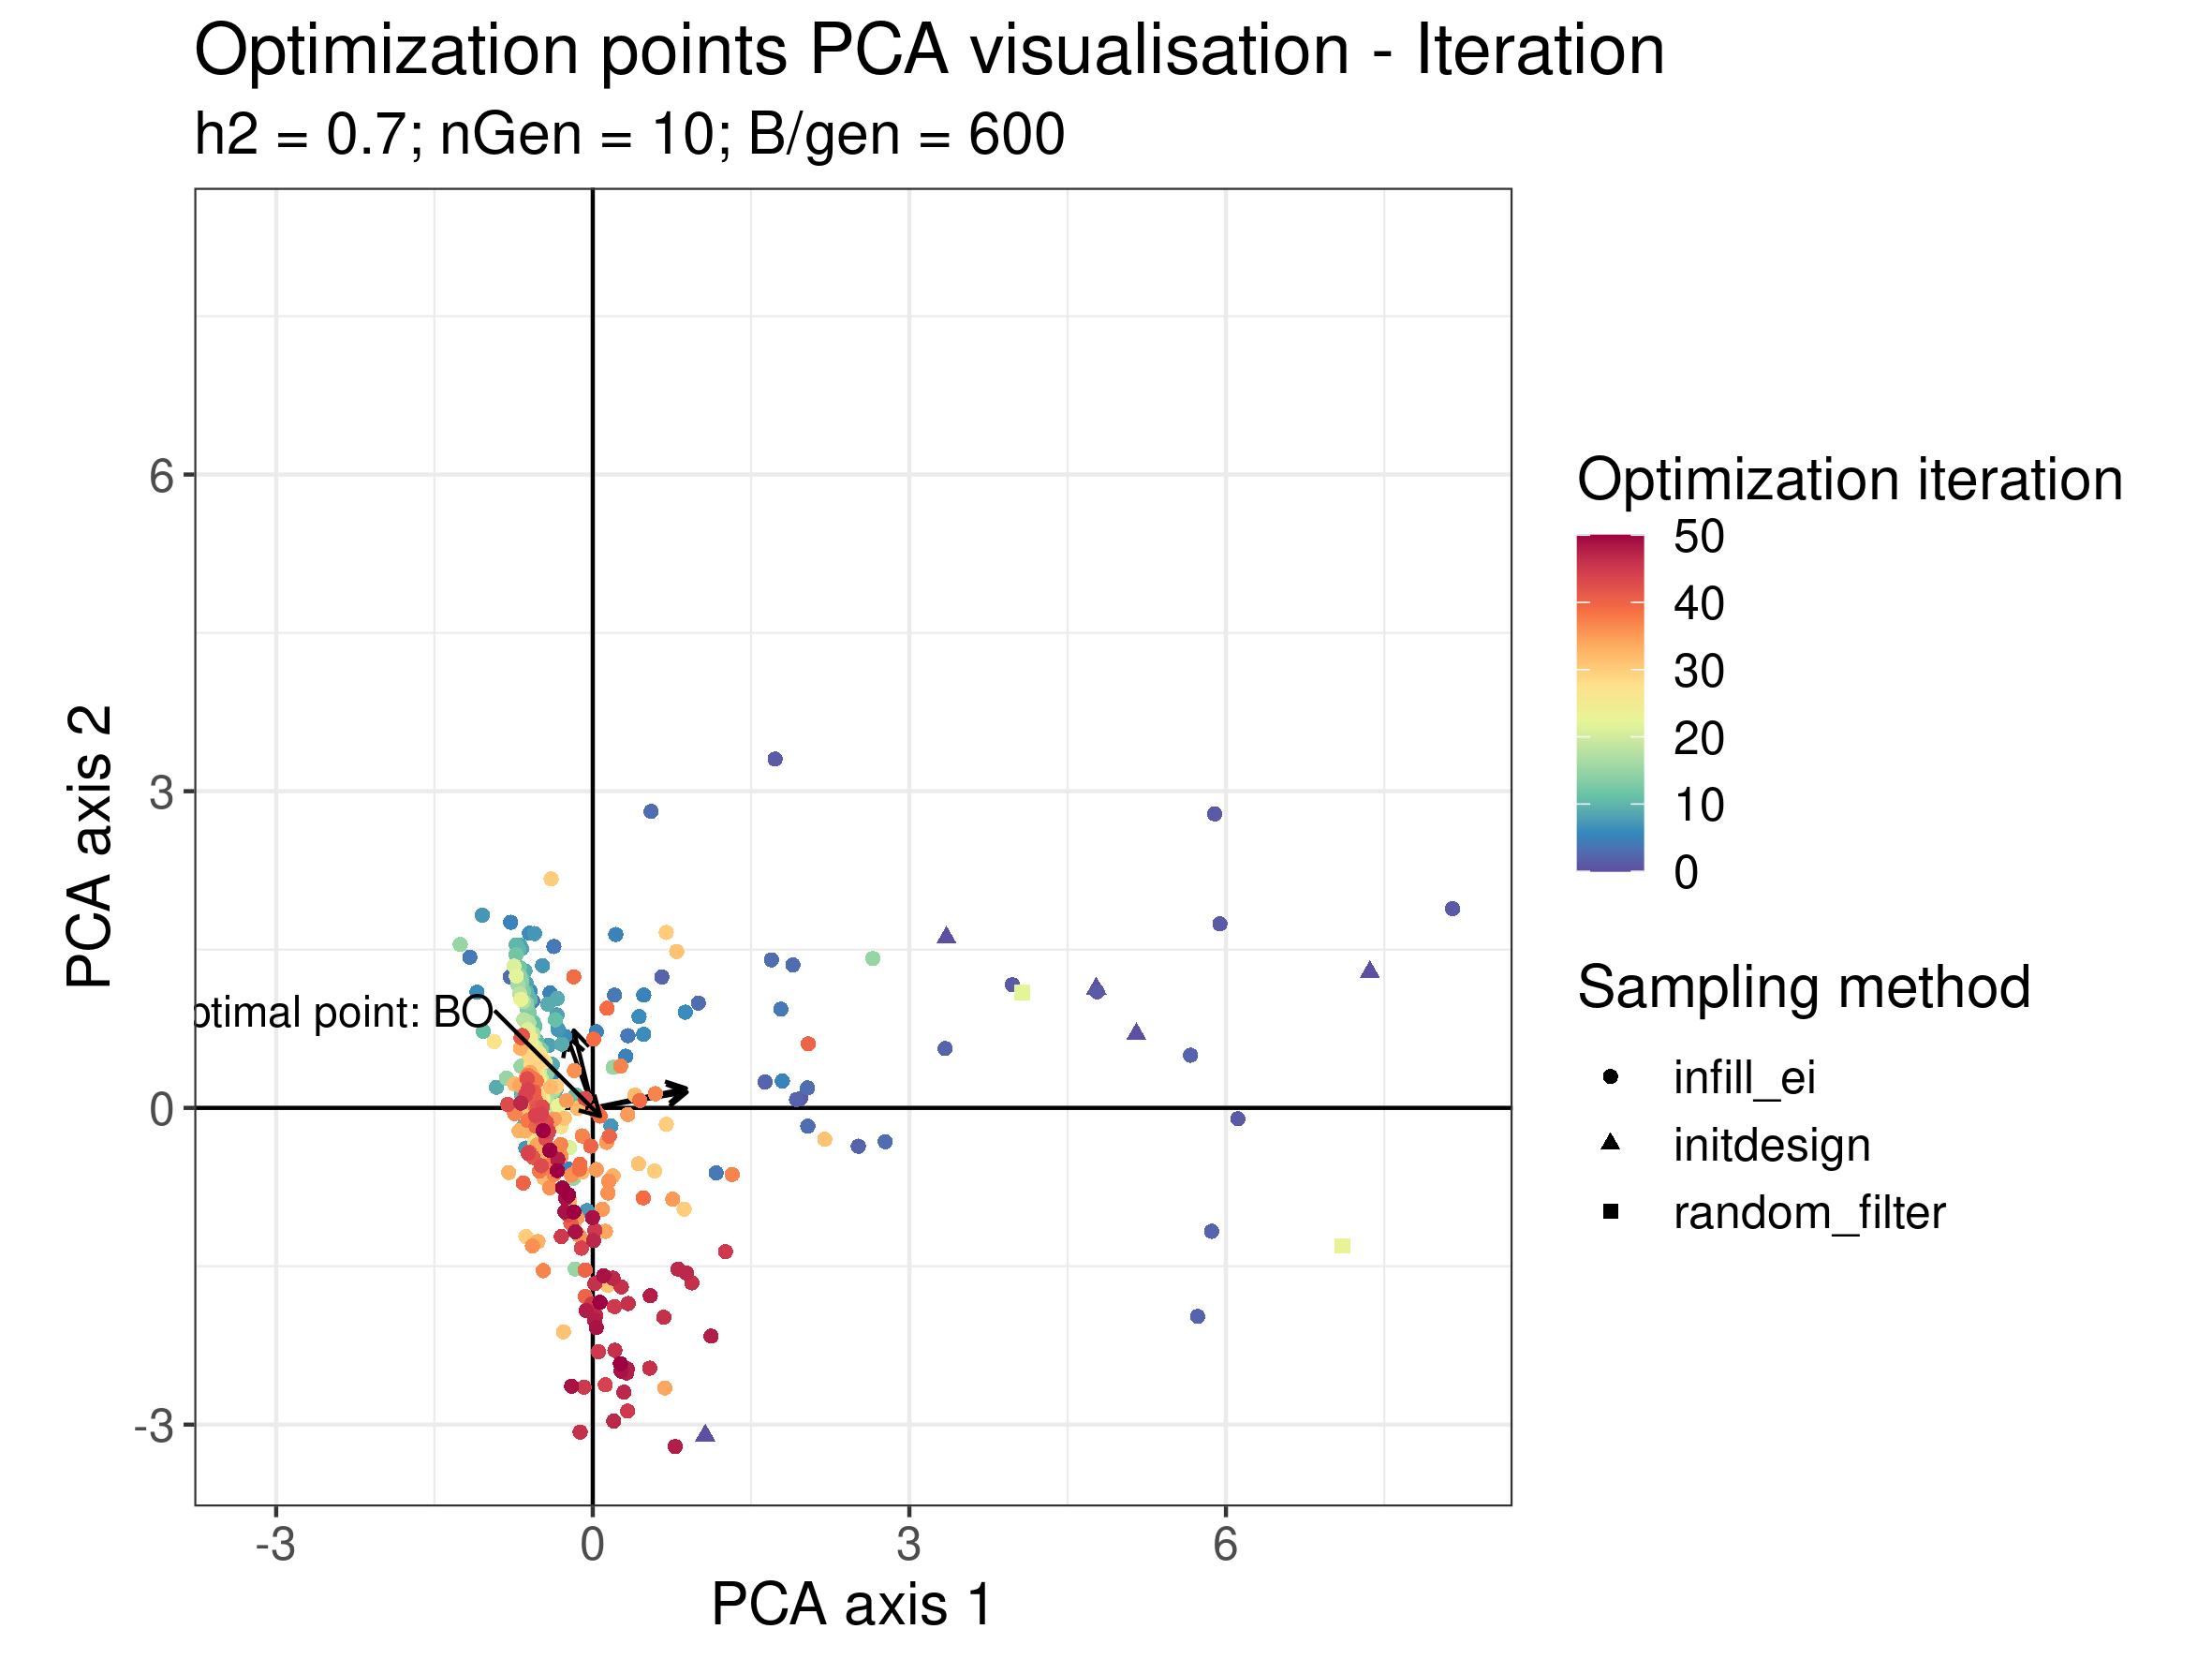 Optimization points PCA visualisation - Iteration
h2 = 0.7; nGen = 10; B/gen = 600
PCA axis 2
6
3
0
-3
ptimal point: BO
-3
0
3
6
PCA axis 1
Optimization iteration
50
40
30
20
10
0
Sampling method
infill_ei
initdesign
random_filter